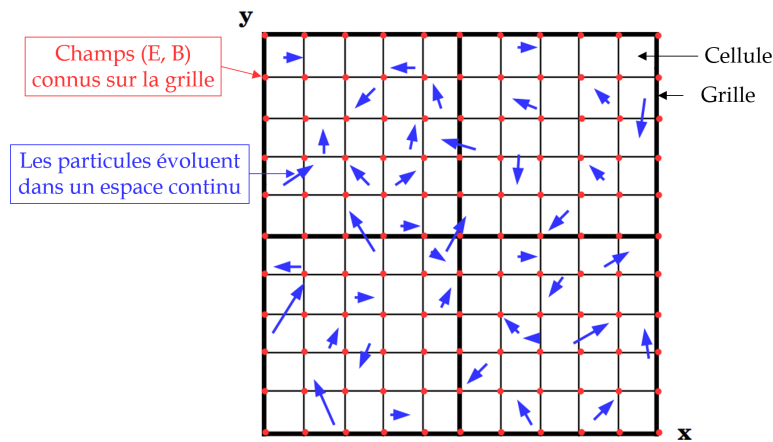 y
Champs (E, B)
connus sur la grille
Cellule
Grille
Les particules évoluent
dans un espace continu
x